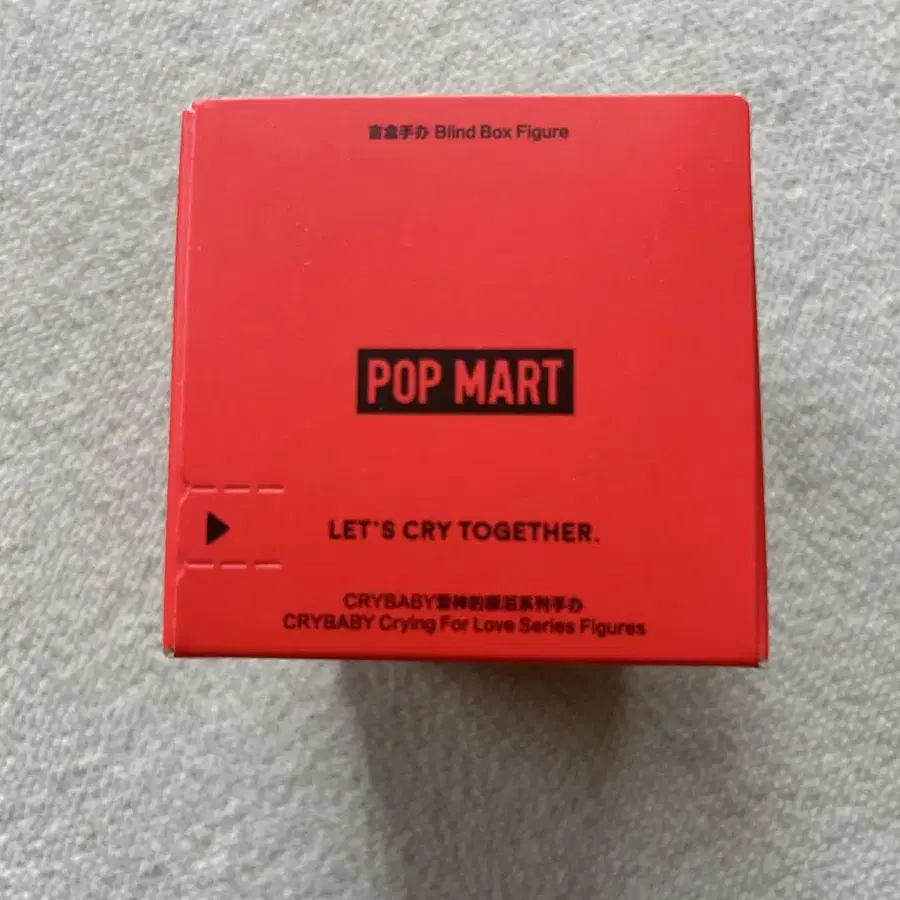 盲盒手办 Blind Box Figure
POP MART
LET'S CRY TOGETHER.
CRYBABY爱神的眼泪系列手办
CRYBABY Crying For Love Series Figures